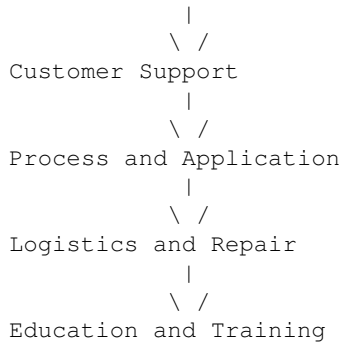 |
\ /
Customer Support
|
\ /
Process and Application
|
\ /
Logistics and Repair
|
\ /
Education and Training